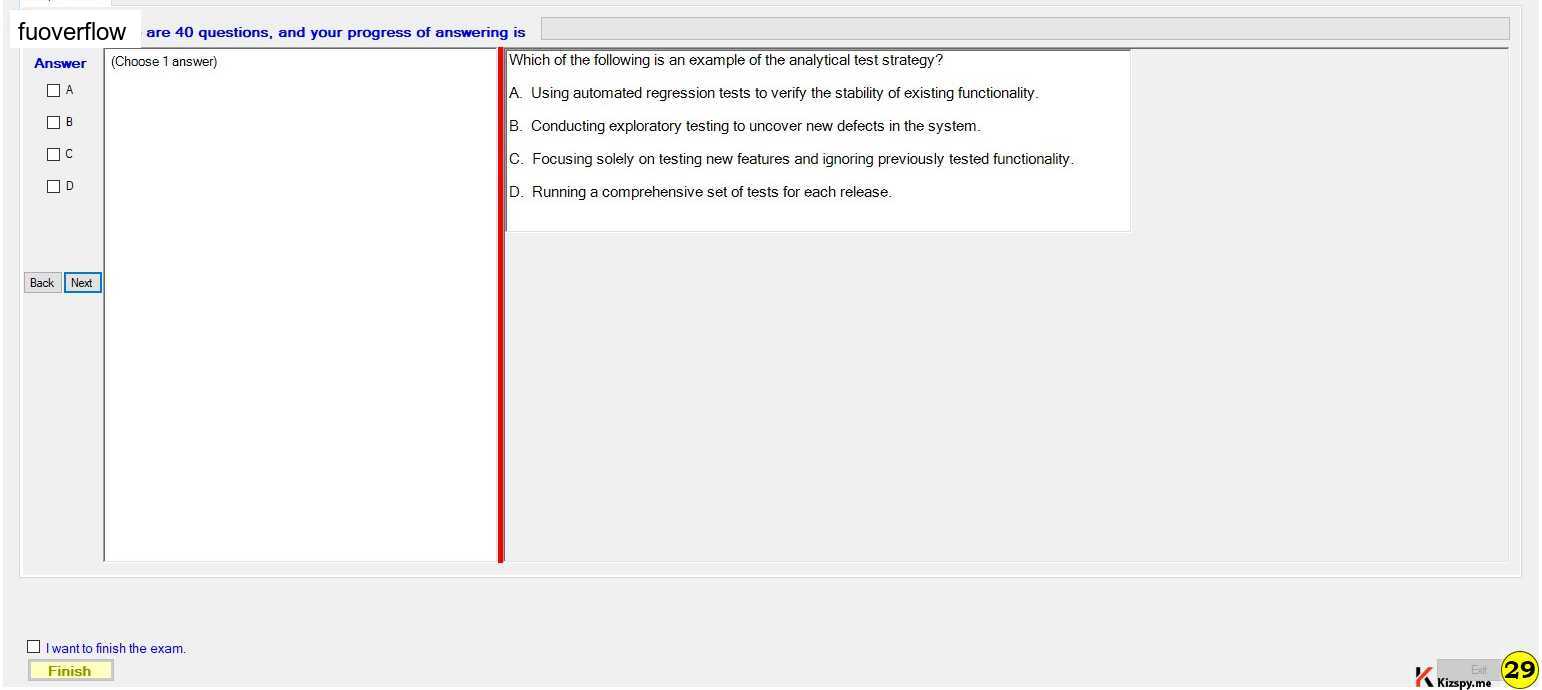 fuoverflow are 40 questions, and your progress of answering is
Answer
A
B
C
D
Back Next
(Choose 1 answer)
Which of the following is an example of the analytical test strategy?
A. Using automated regression tests to verify the stability of existing functionality.
B. Conducting exploratory testing to uncover new defects in the system.
C. Focusing solely on testing new features and ignoring previously tested functionality.
D. Running a comprehensive set of tests for each release.
I want to finish the exam.
Finish
Exit
Kizspy.me
29